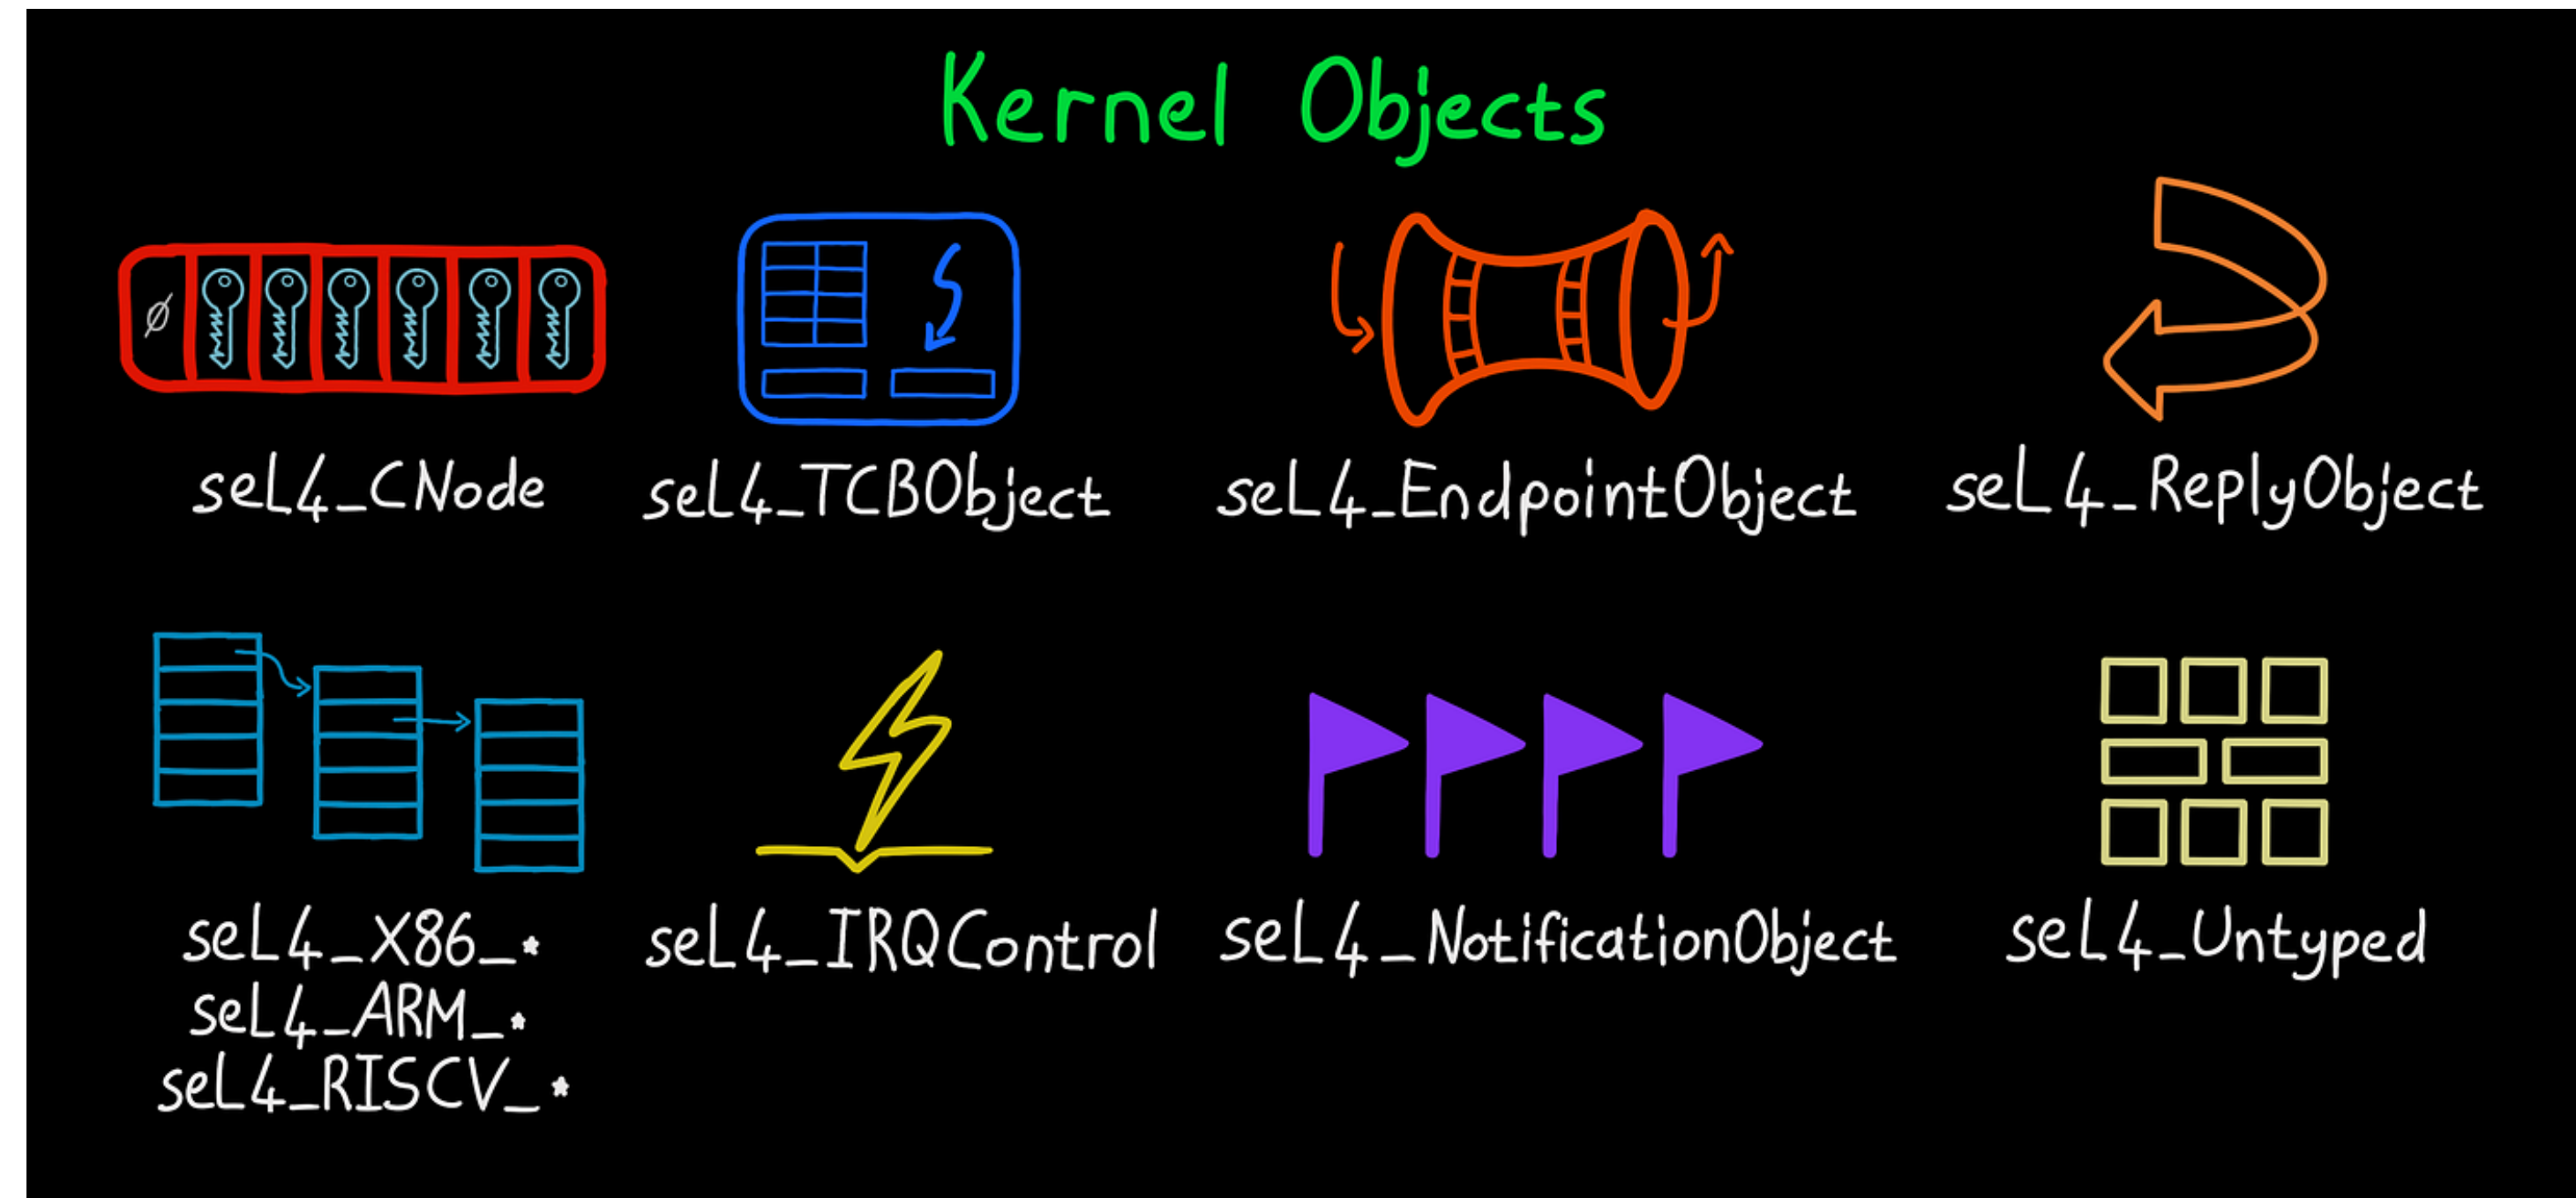 Kernel Objects
ø
seL4_CNode
seL4_TCBObject
seL4_EndpointObject
seL4_ReplyObject
seL4_X86_*
seL4_ARM_*
seL4_RISCV_*
seL4_IRQControl
seL4_NotificationObject
seL4_Untyped